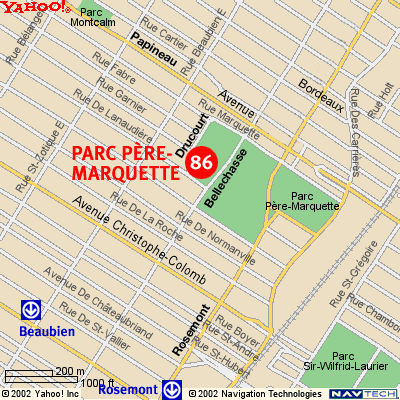 YAHOO!
Parc
Montcalm
Rue Cartier
Rue Beaubien E
Papineau
Rue Bélanger
Rue Fabre
Rue Garnier
Rue De Lanaudière
Avenue
Bordeaux
Rue Holt
Rue Des Carrières
Rue Marquette
Drucourt
Rue St-Zotique E
PARC PÈRE-
MARQUETTE
86
Bellechasse
Parc
Père-Marquette
Avenue Christophe-Colomb
Rue De La Roche
Rue De Normanville
Rue St-Grégoire
Avenue De Châteaubriand
Rue De St-Vallier
Beaubien
Rosemont
Rue Boyer
Rue St-Andre
Rue St-Hubert
Rue Chambord
Parc
Sir-Wilfrid-Laurier
200 m
1000 ft
Rosemont
©2002 Yahoo! Inc
©2002 Navigation Technologies
NAVTECH